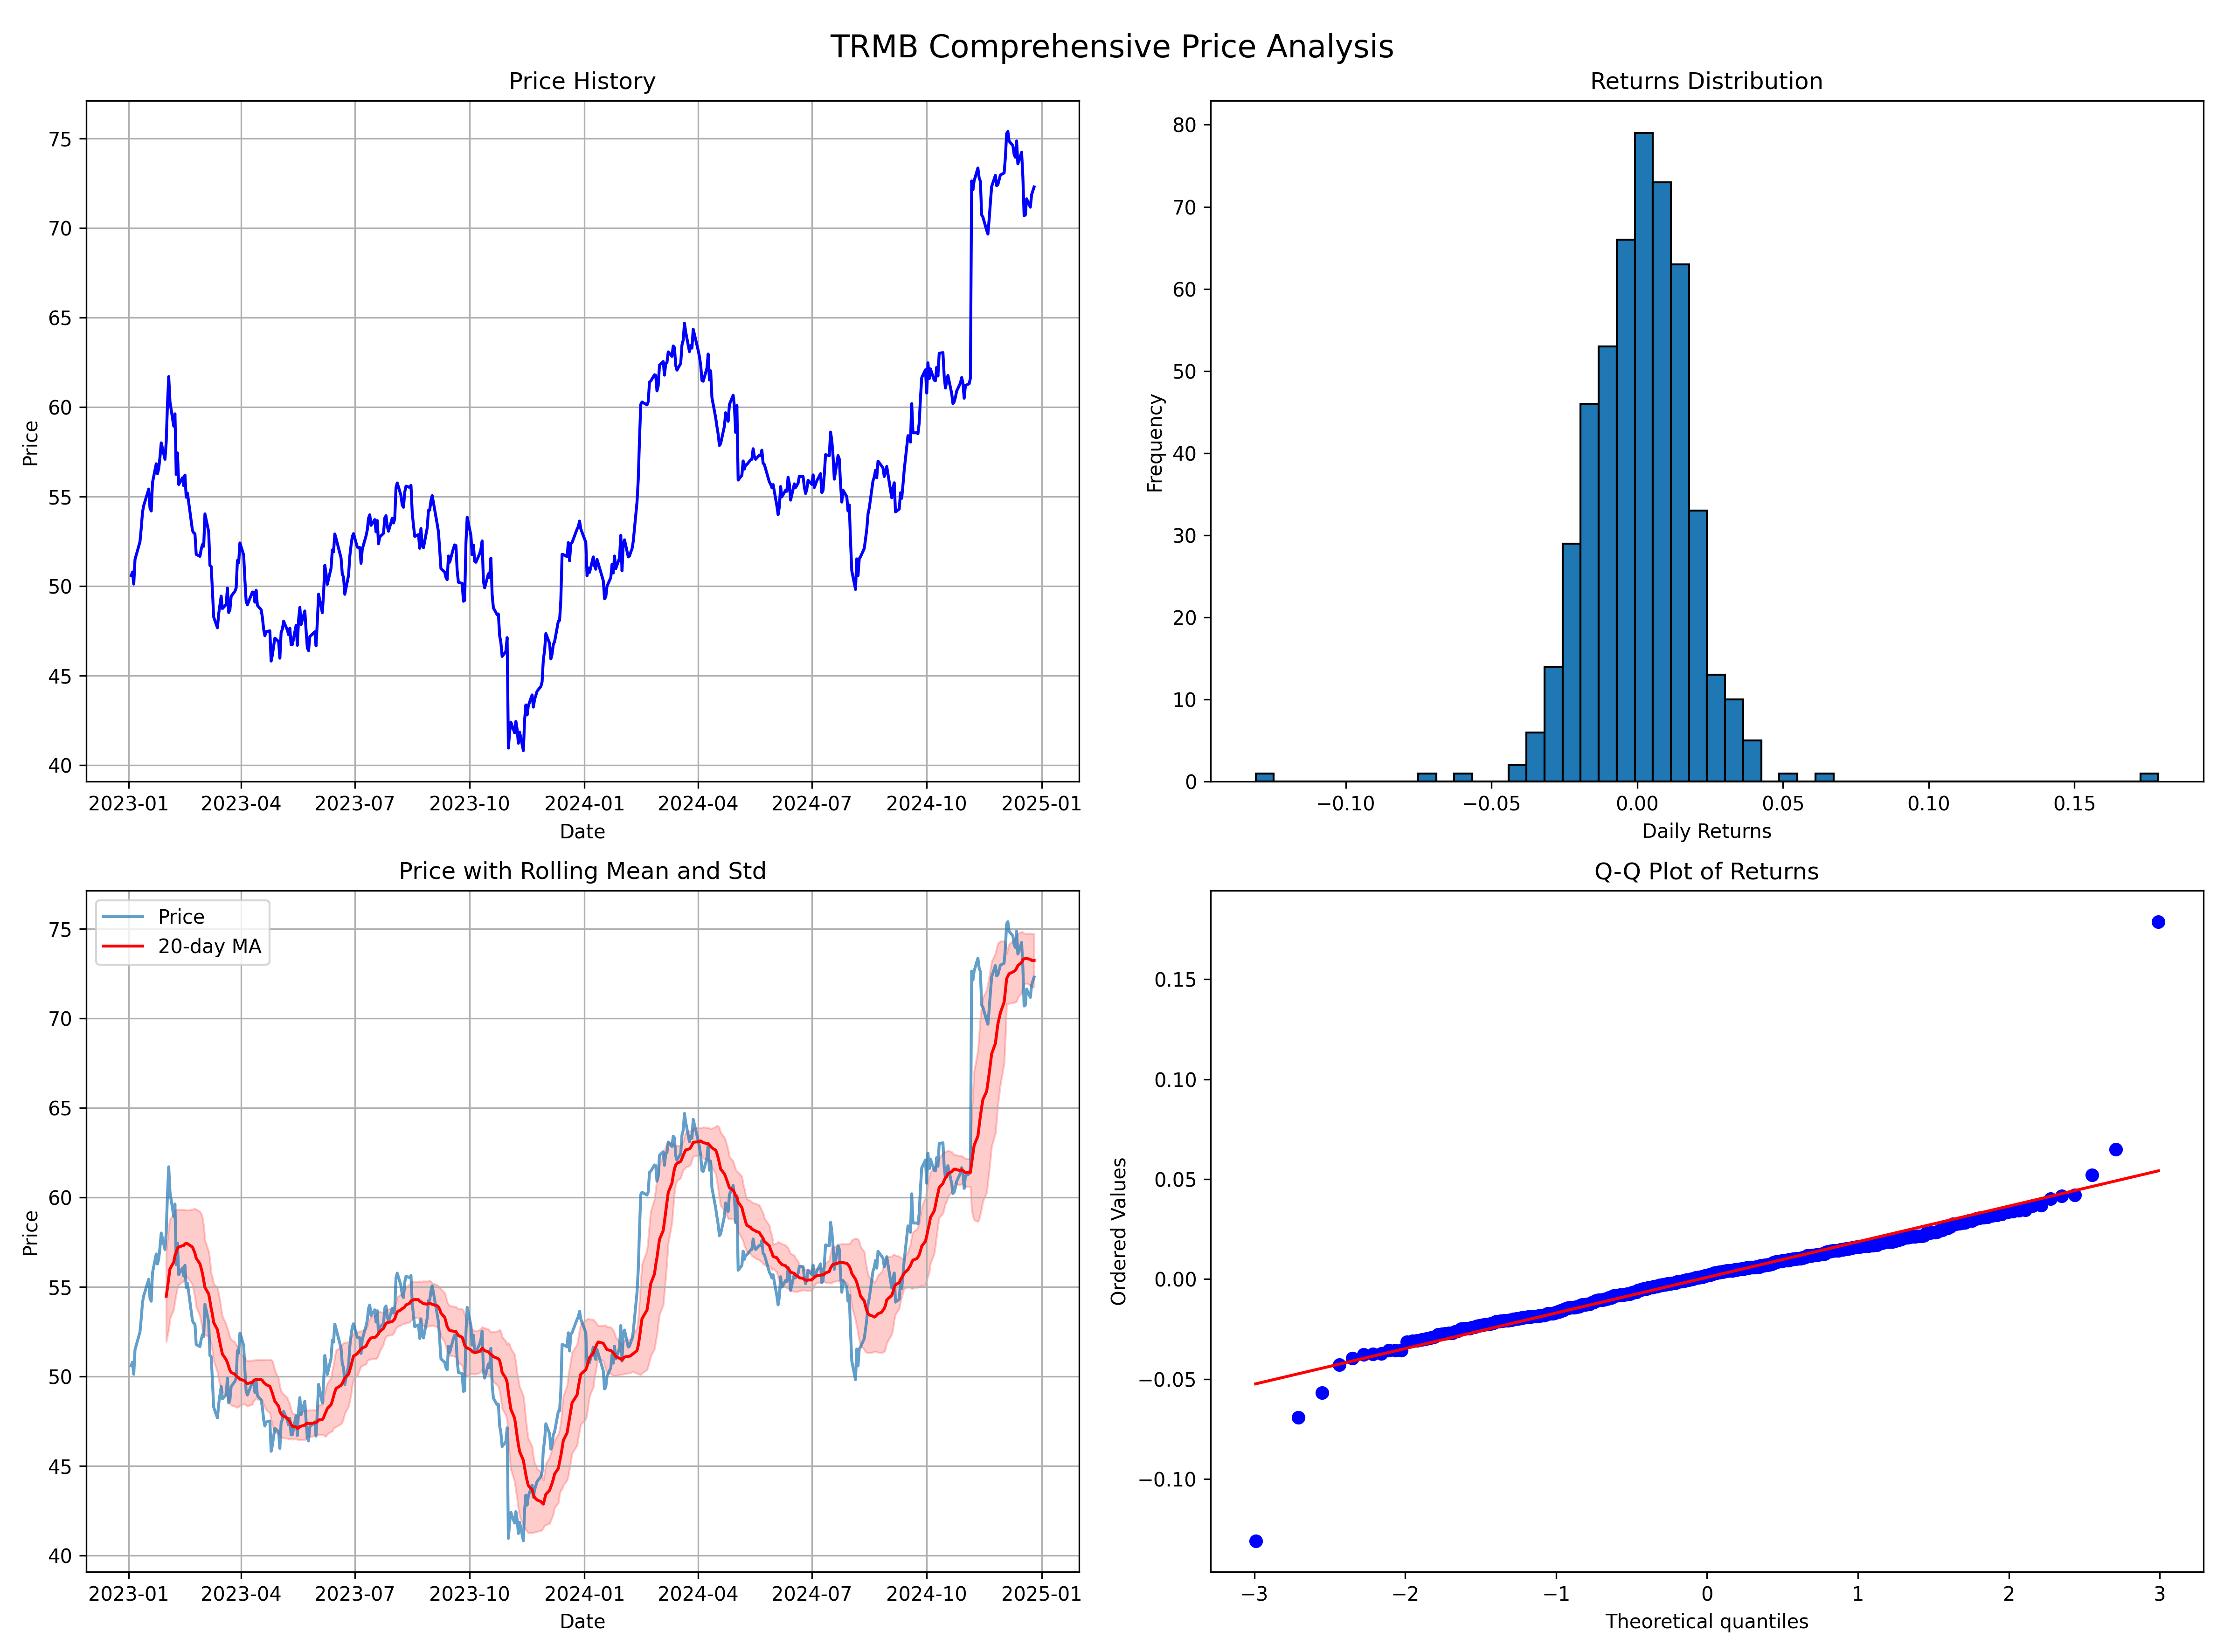 TRMB Comprehensive Price Analysis
Price History
Price
75
70
65
60
55
50
45
40
2023-01 2023-04 2023-07 2023-10 2024-01 2024-04 2024-07 2024-10 2025-01
Date
Returns Distribution
Frequency
80
70
60
50
40
30
20
10
0
−0.10 −0.05 0.00 0.05 0.10 0.15
Daily Returns
Price with Rolling Mean and Std
Price
20-day MA
Price
75
70
65
60
55
50
45
40
2023-01 2023-04 2023-07 2023-10 2024-01 2024-04 2024-07 2024-10 2025-01
Date
Q-Q Plot of Returns
Ordered Values
0.15
0.10
0.05
0.00
−0.05
−0.10
−3 −2 −1 0 1 2 3
Theoretical quantiles